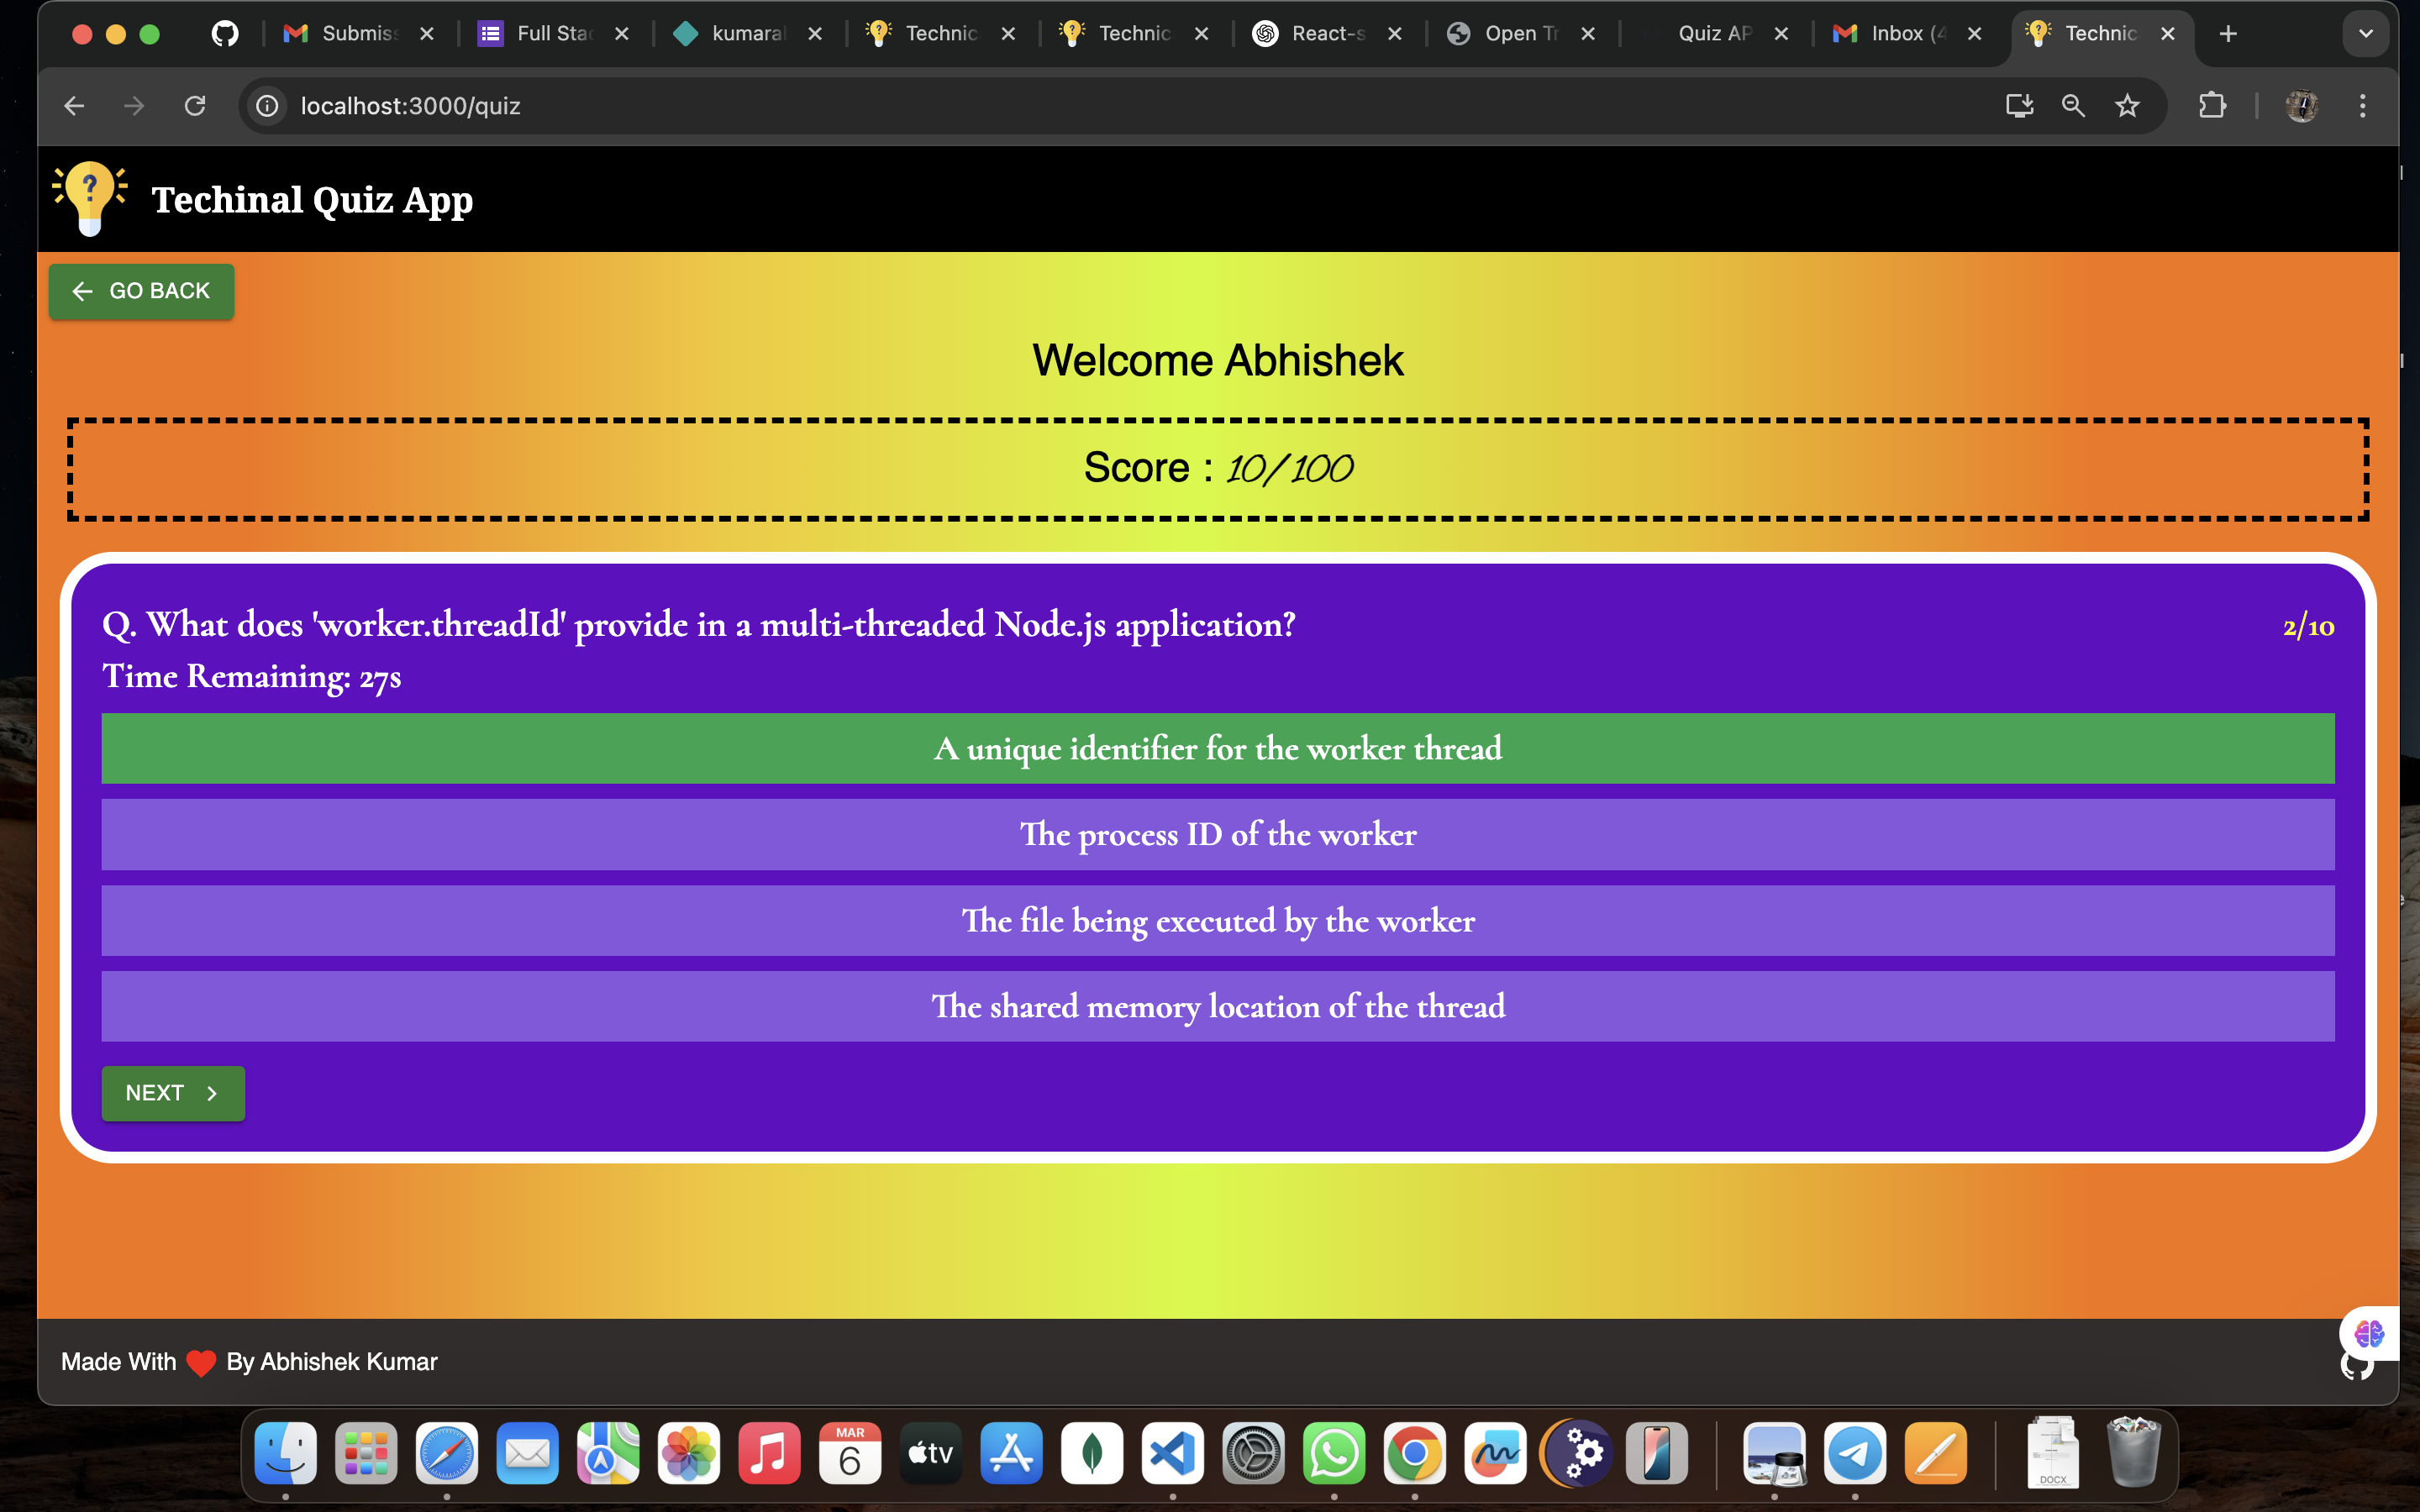 Submiss
Full Sta
kumaral
Technic
Technic
React-s
Open Tr
Quiz AP
Inbox (4
Technic
localhost:3000/quiz
?
Techinal Quiz App
GO BACK
Welcome Abhishek
Score : 10/100
Q. What does 'worker.threadId' provide in a multi-threaded Node.js application?
2/10
Time Remaining: 27s
A unique identifier for the worker thread
The process ID of the worker
The file being executed by the worker
The shared memory location of the thread
NEXT
Made With ❤ By Abhishek Kumar
MAR
6
tv
DOCX